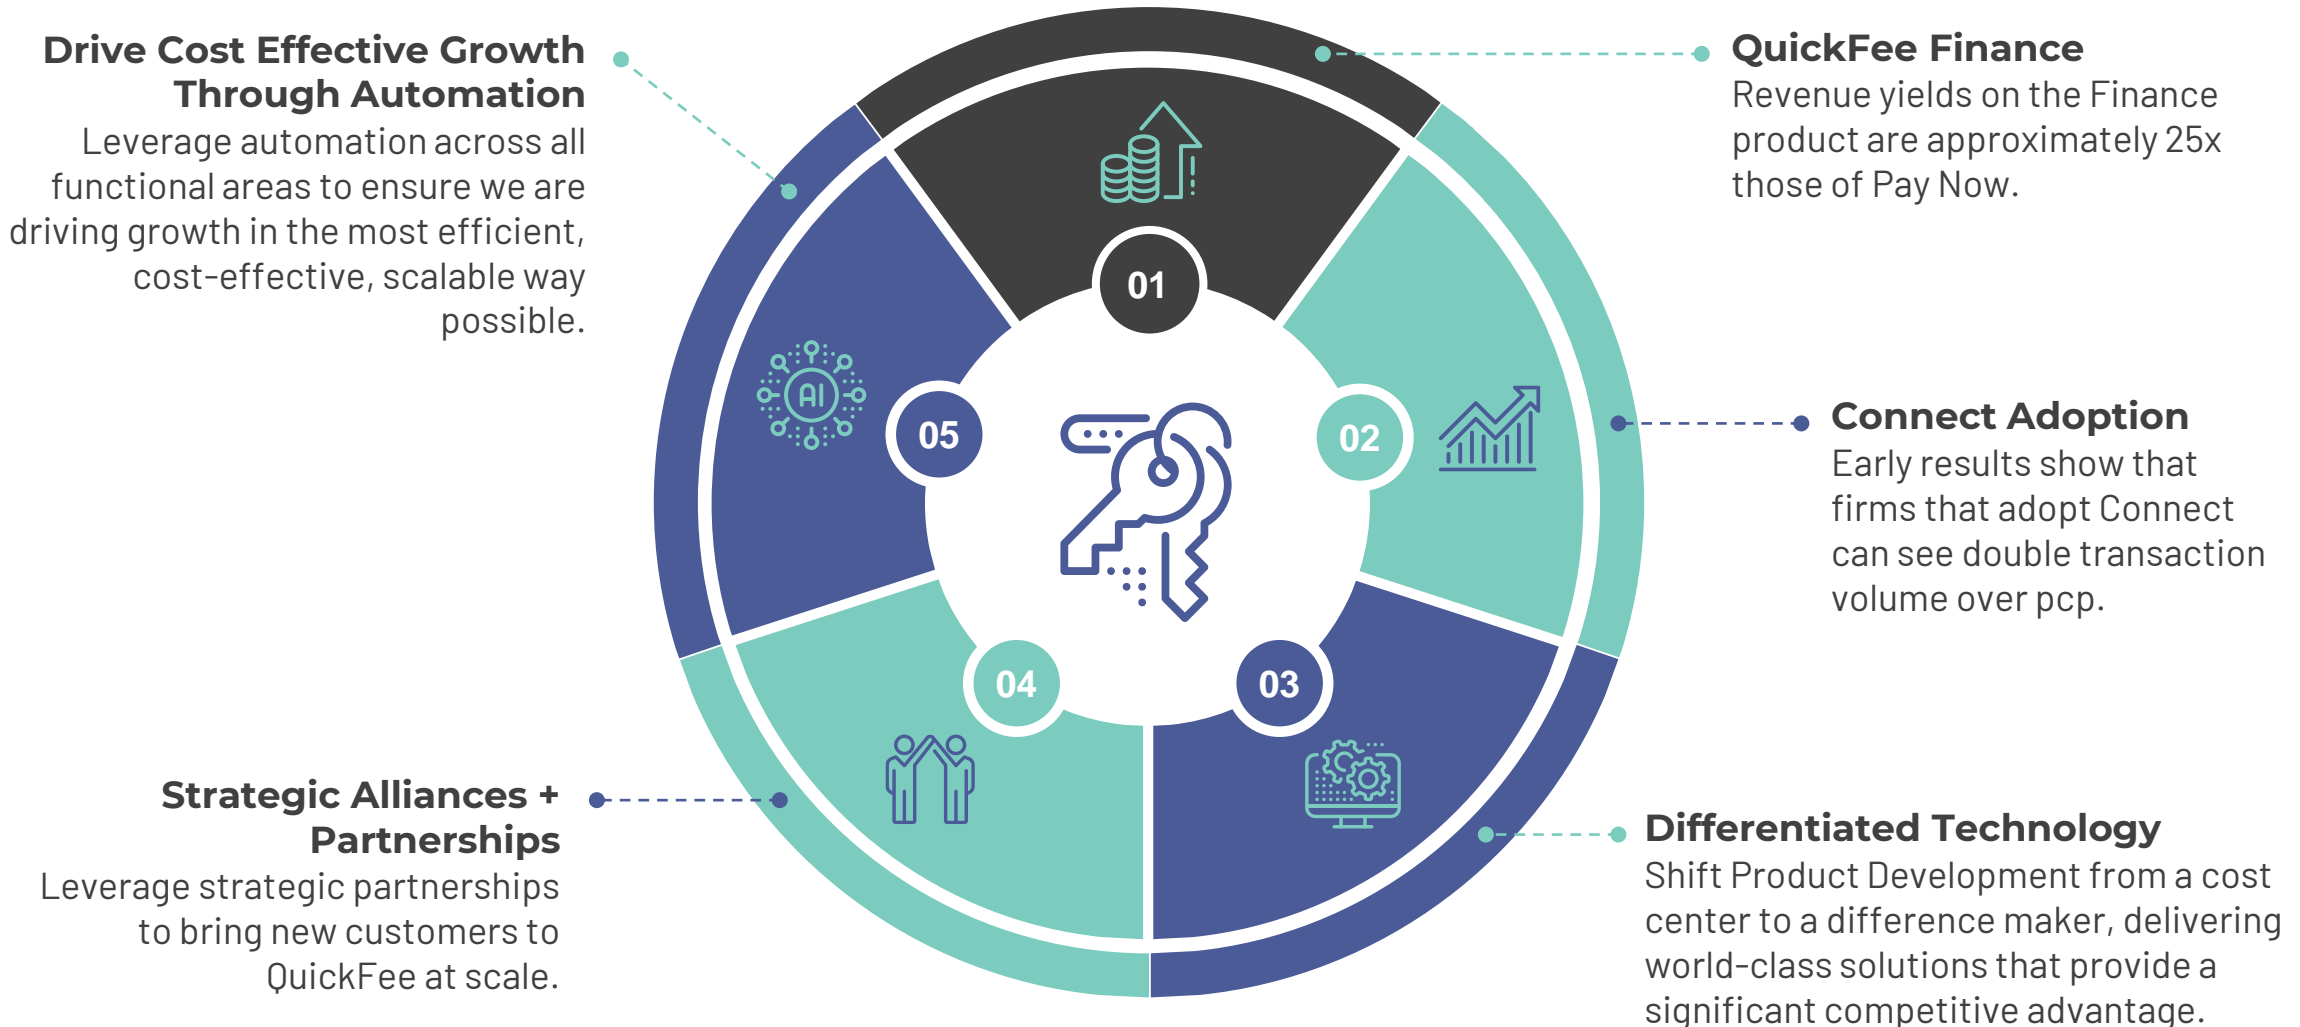 QuickFee Finance
Revenue yields on the Finance
product are approximately 25x
those of Pay Now.
Connect Adoption
Early results show that
firms that adopt Connect
can see double transaction
volume over pcp.
Differentiated Technology
Shift Product Development from a cost
center to a difference maker, delivering
world-class solutions that provide a
significant competitive advantage.
Strategic Alliances +
Partnerships
Leverage strategic partnerships
to bring new customers to
QuickFee at scale.
Drive Cost Effective Growth
Through Automation
Leverage automation across all
functional areas to ensure we are
driving growth in the most efficient,
cost-effective, scalable way
possible.
01
02
03
04
05
AI